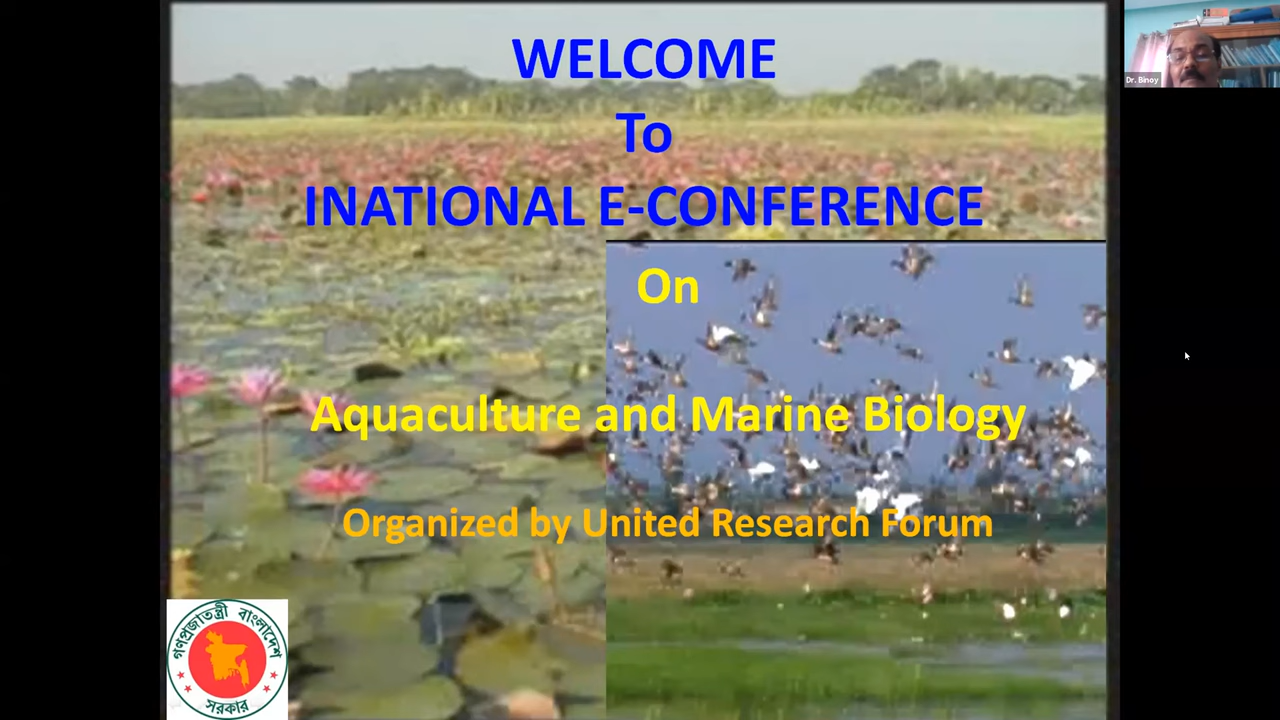 WELCOME
To
INATIONAL E-CONFERENCE
On
Aquaculture and Marine Biology
Organized by United Research Forum
গণপ্রজাতন্ত্রী বাংলাদেশ
সরকার
Dr. Binoy